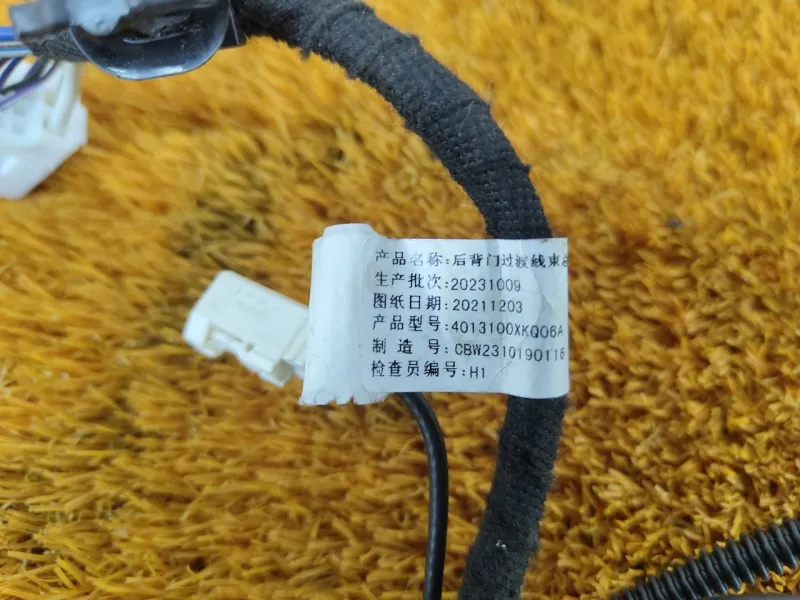 产品名称:后背门过渡线束总
生产批次:20231009
图纸日期:20211203
产品型号:4013100XKQ06A
制 造 号:CBW2310190116
检查员编号:H1